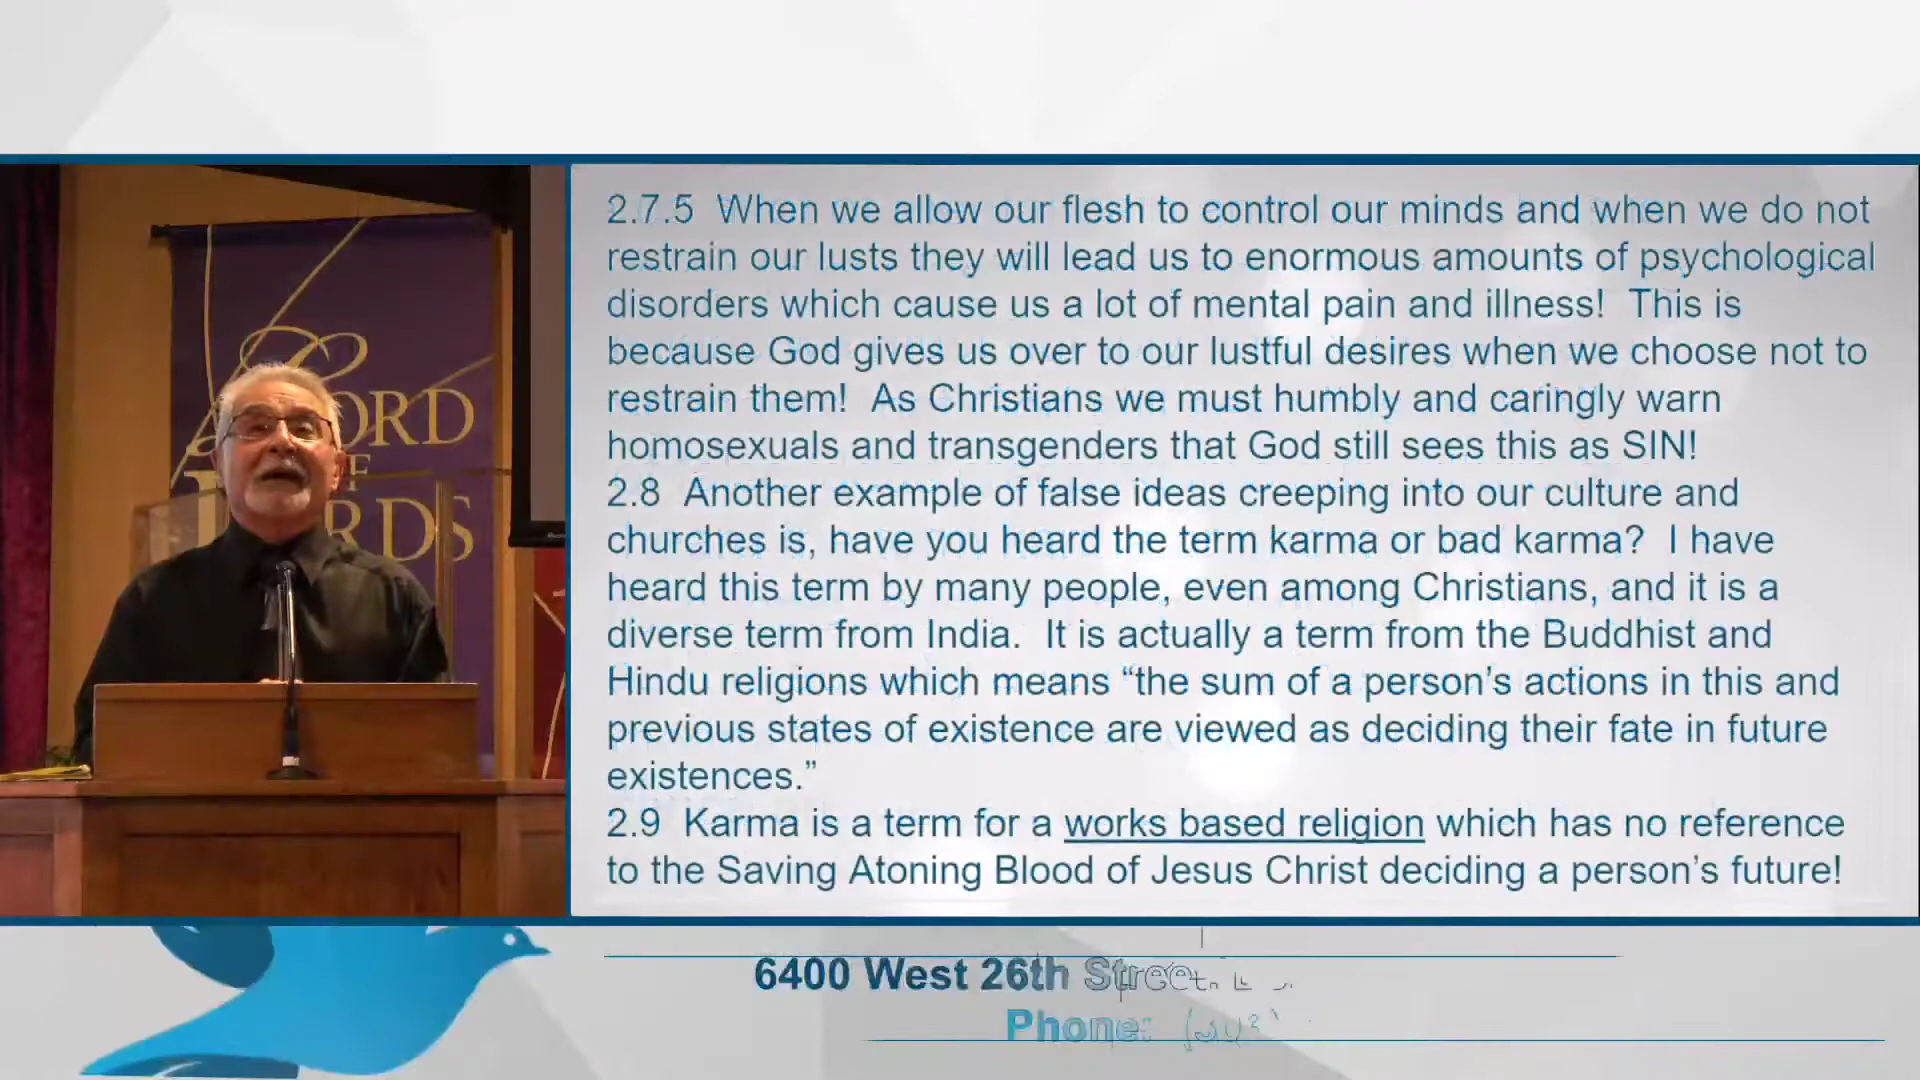 LORD
OF
LORDS
2.7.5 When we allow our flesh to control our minds and when we do not
restrain our lusts they will lead us to enormous amounts of psychological
disorders which cause us a lot of mental pain and illness! This is
because God gives us over to our lustful desires when we choose not to
restrain them! As Christians we must humbly and caringly warn
homosexuals and transgenders that God still sees this as SIN!
2.8 Another example of false ideas creeping into our culture and
churches is, have you heard the term karma or bad karma? I have
heard this term by many people, even among Christians, and it is a
diverse term from India. It is actually a term from the Buddhist and
Hindu religions which means “the sum of a person’s actions in this and
previous states of existence are viewed as deciding their fate in future
existences.”
2.9 Karma is a term for a works based religion which has no reference
to the Saving Atoning Blood of Jesus Christ deciding a person’s future!
6400 West 26th Street.
Phone: